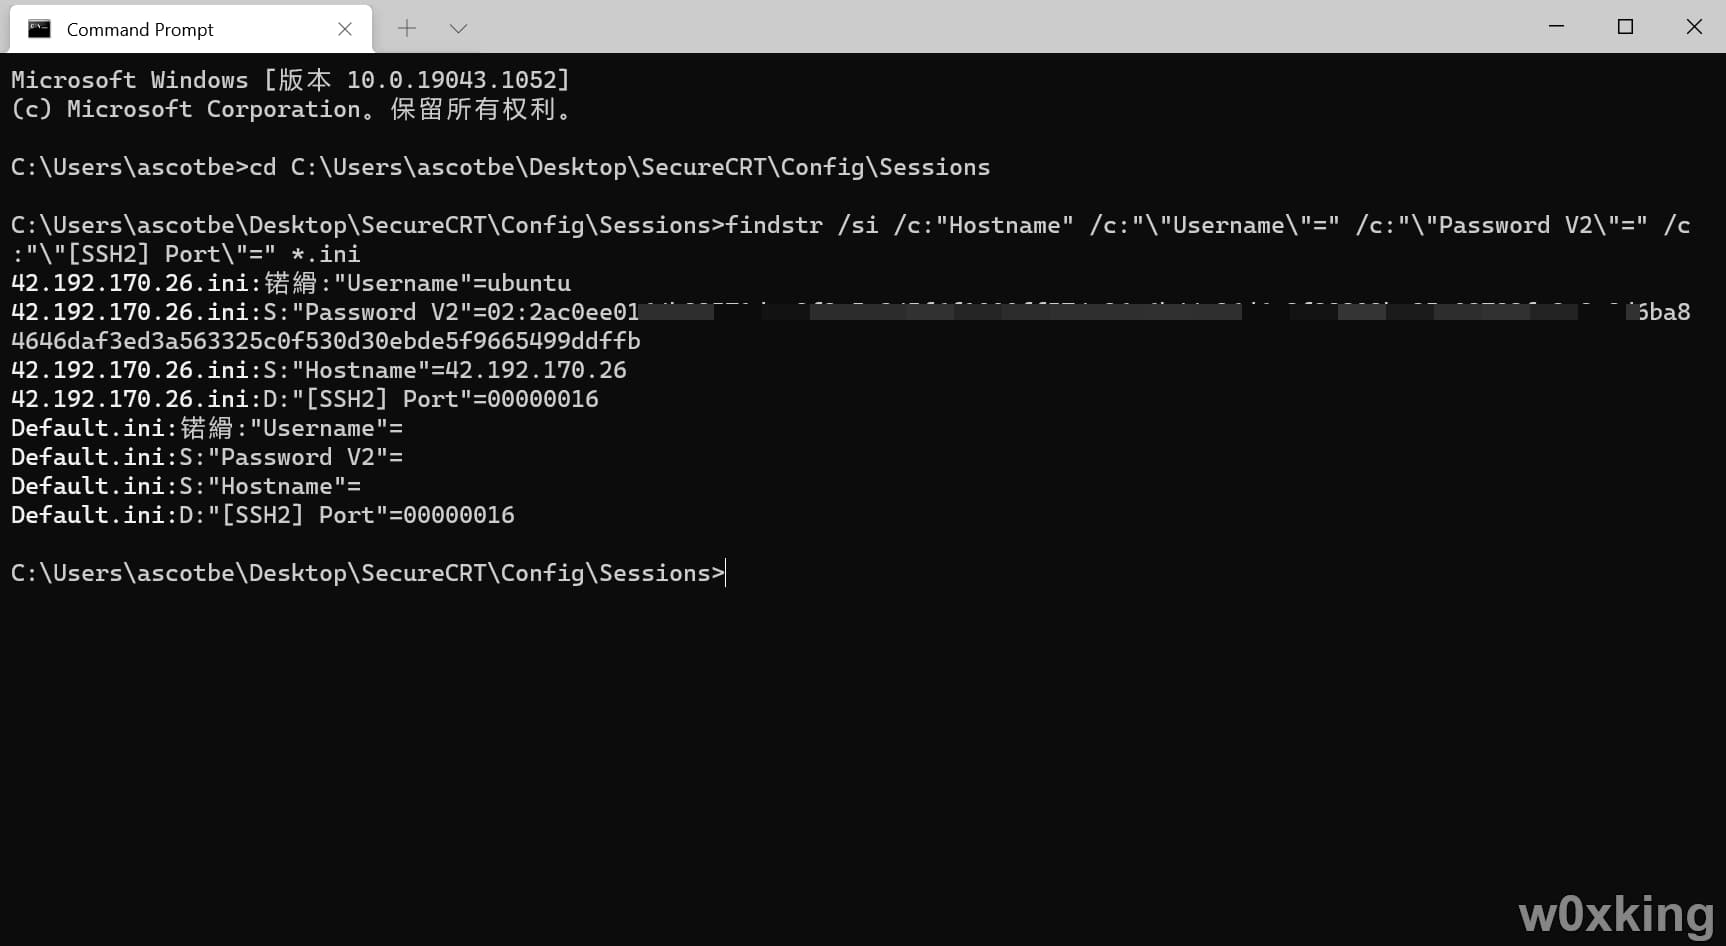 Command Prompt
Microsoft Windows [版本 10.0.19043.1052]
(c) Microsoft Corporation。保留所有权利。
C:\Users\ascotbe>cd C:\Users\ascotbe\Desktop\SecureCRT\Config\Sessions
C:\Users\ascotbe\Desktop\SecureCRT\Config\Sessions>findstr /si /c:"Hostname" /c:"\"Username\"=" /c:"\"Password V2\"=" /c
:"\"[SSH2] Port\"=" *.ini
42.192.170.26.ini:锘縎:"Username"=ubuntu
42.192.170.26.ini:S:"Password V2"=02:2ac0ee01 6ba8
4646daf3ed3a563325c0f530d30ebde5f9665499ddffb
42.192.170.26.ini:S:"Hostname"=42.192.170.26
42.192.170.26.ini:D:"[SSH2] Port"=00000016
Default.ini:锘縎:"Username"=
Default.ini:S:"Password V2"=
Default.ini:S:"Hostname"=
Default.ini:D:"[SSH2] Port"=00000016
C:\Users\ascotbe\Desktop\SecureCRT\Config\Sessions>
w0xking